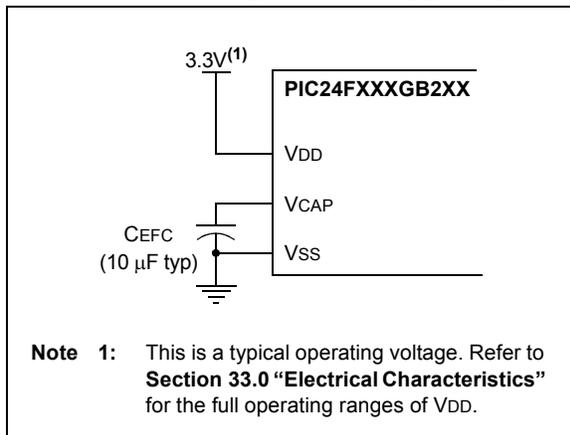 3.3V(1)
PIC24FXXXGB2XX
VDD
VCAP
CEFC
(10 μF typ)
VSS
Note 1: This is a typical operating voltage. Refer to
Section 33.0 “Electrical Characteristics”
for the full operating ranges of VDD.